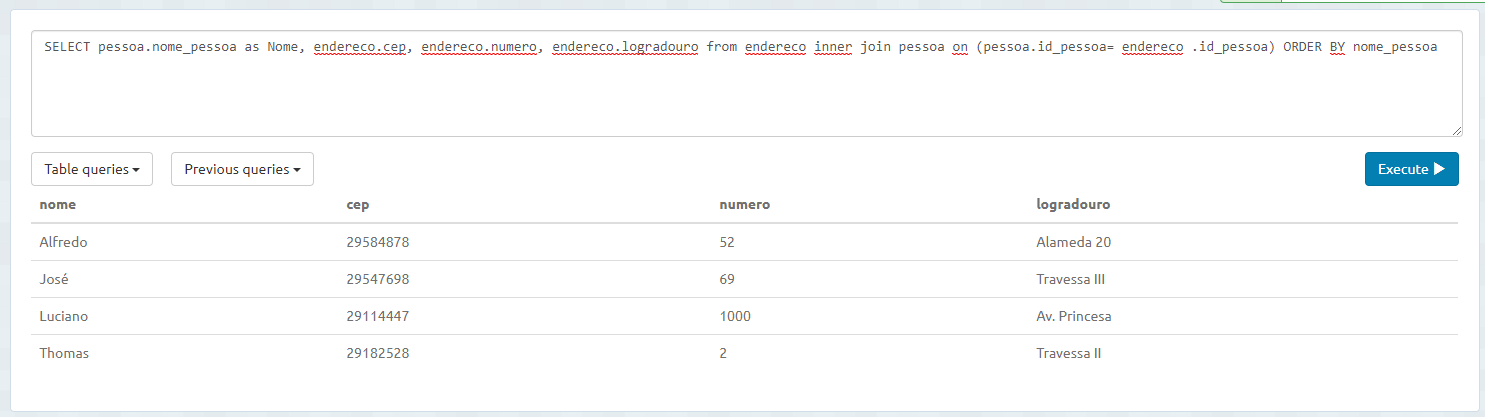 SELECT pessoa.nome_pessoa as Nome, endereco.cep, endereco.numero, endereco.logradouro from endereco inner join pessoa on (pessoa.id_pessoa= endereco .id_pessoa) ORDER BY nome_pessoa
Table queries Previous queries Execute
nome cep numero logradouro
Alfredo 29584878 52 Alameda 20
José 29547698 69 Travessa III
Luciano 29114447 1000 Av. Princesa
Thomas 29182528 2 Travessa II